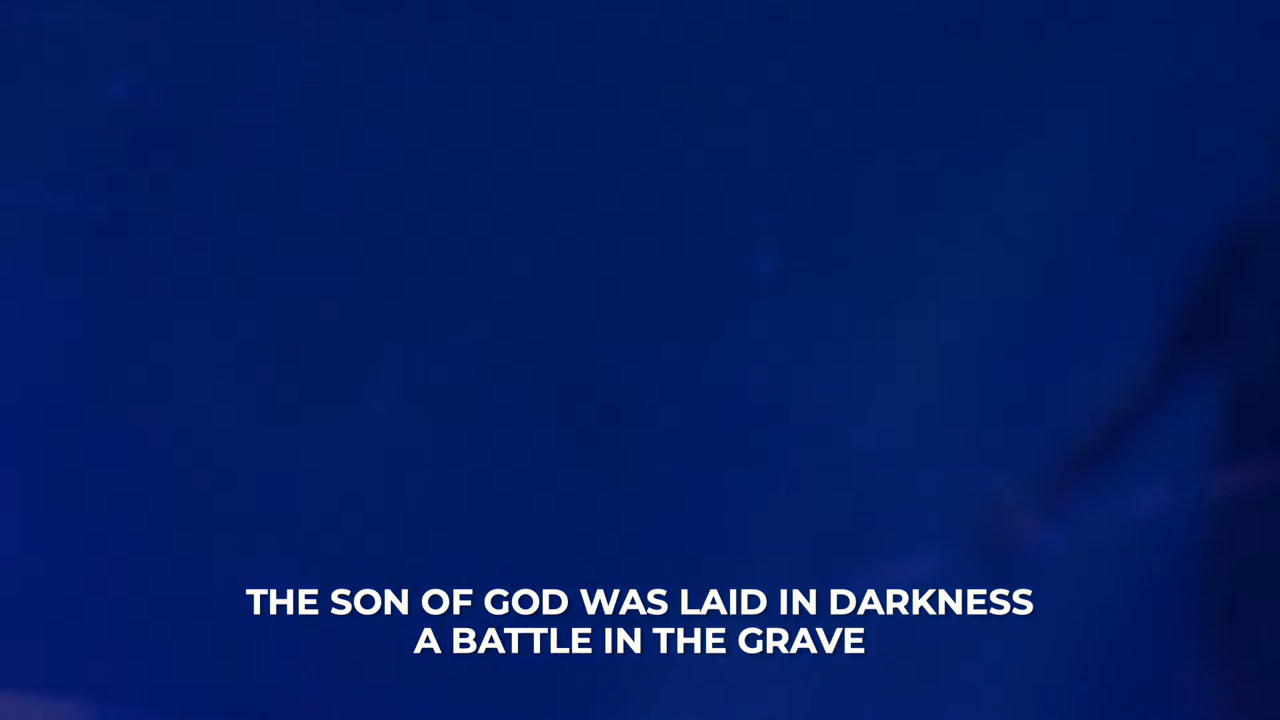 THE SON OF GOD WAS LAID IN DARKNESS
A BATTLE IN THE GRAVE